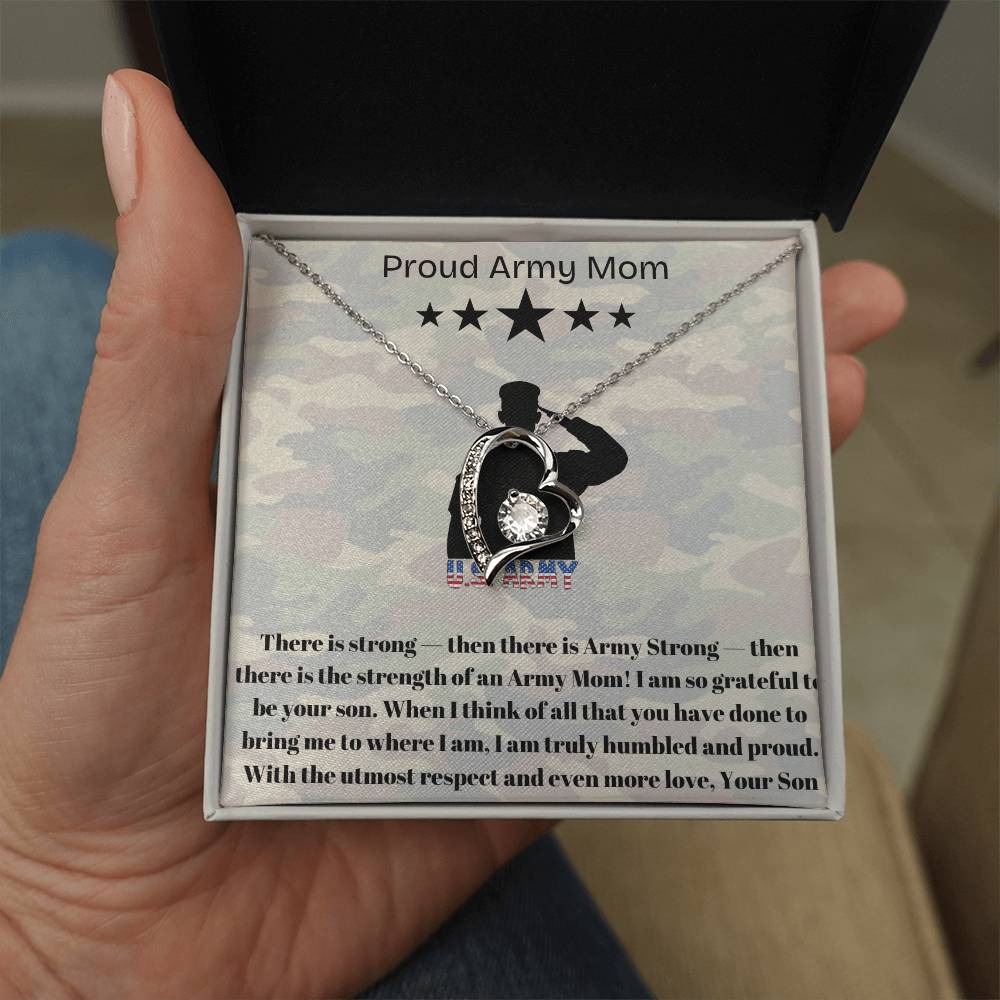 Proud Army Mom
U.S ARMY
There is strong — then there is Army Strong — then
there is the strength of an Army Mom! I am so grateful to
be your son. When I think of all that you have done to
bring me to where I am, I am truly humbled and proud.
With the utmost respect and even more love, Your Son